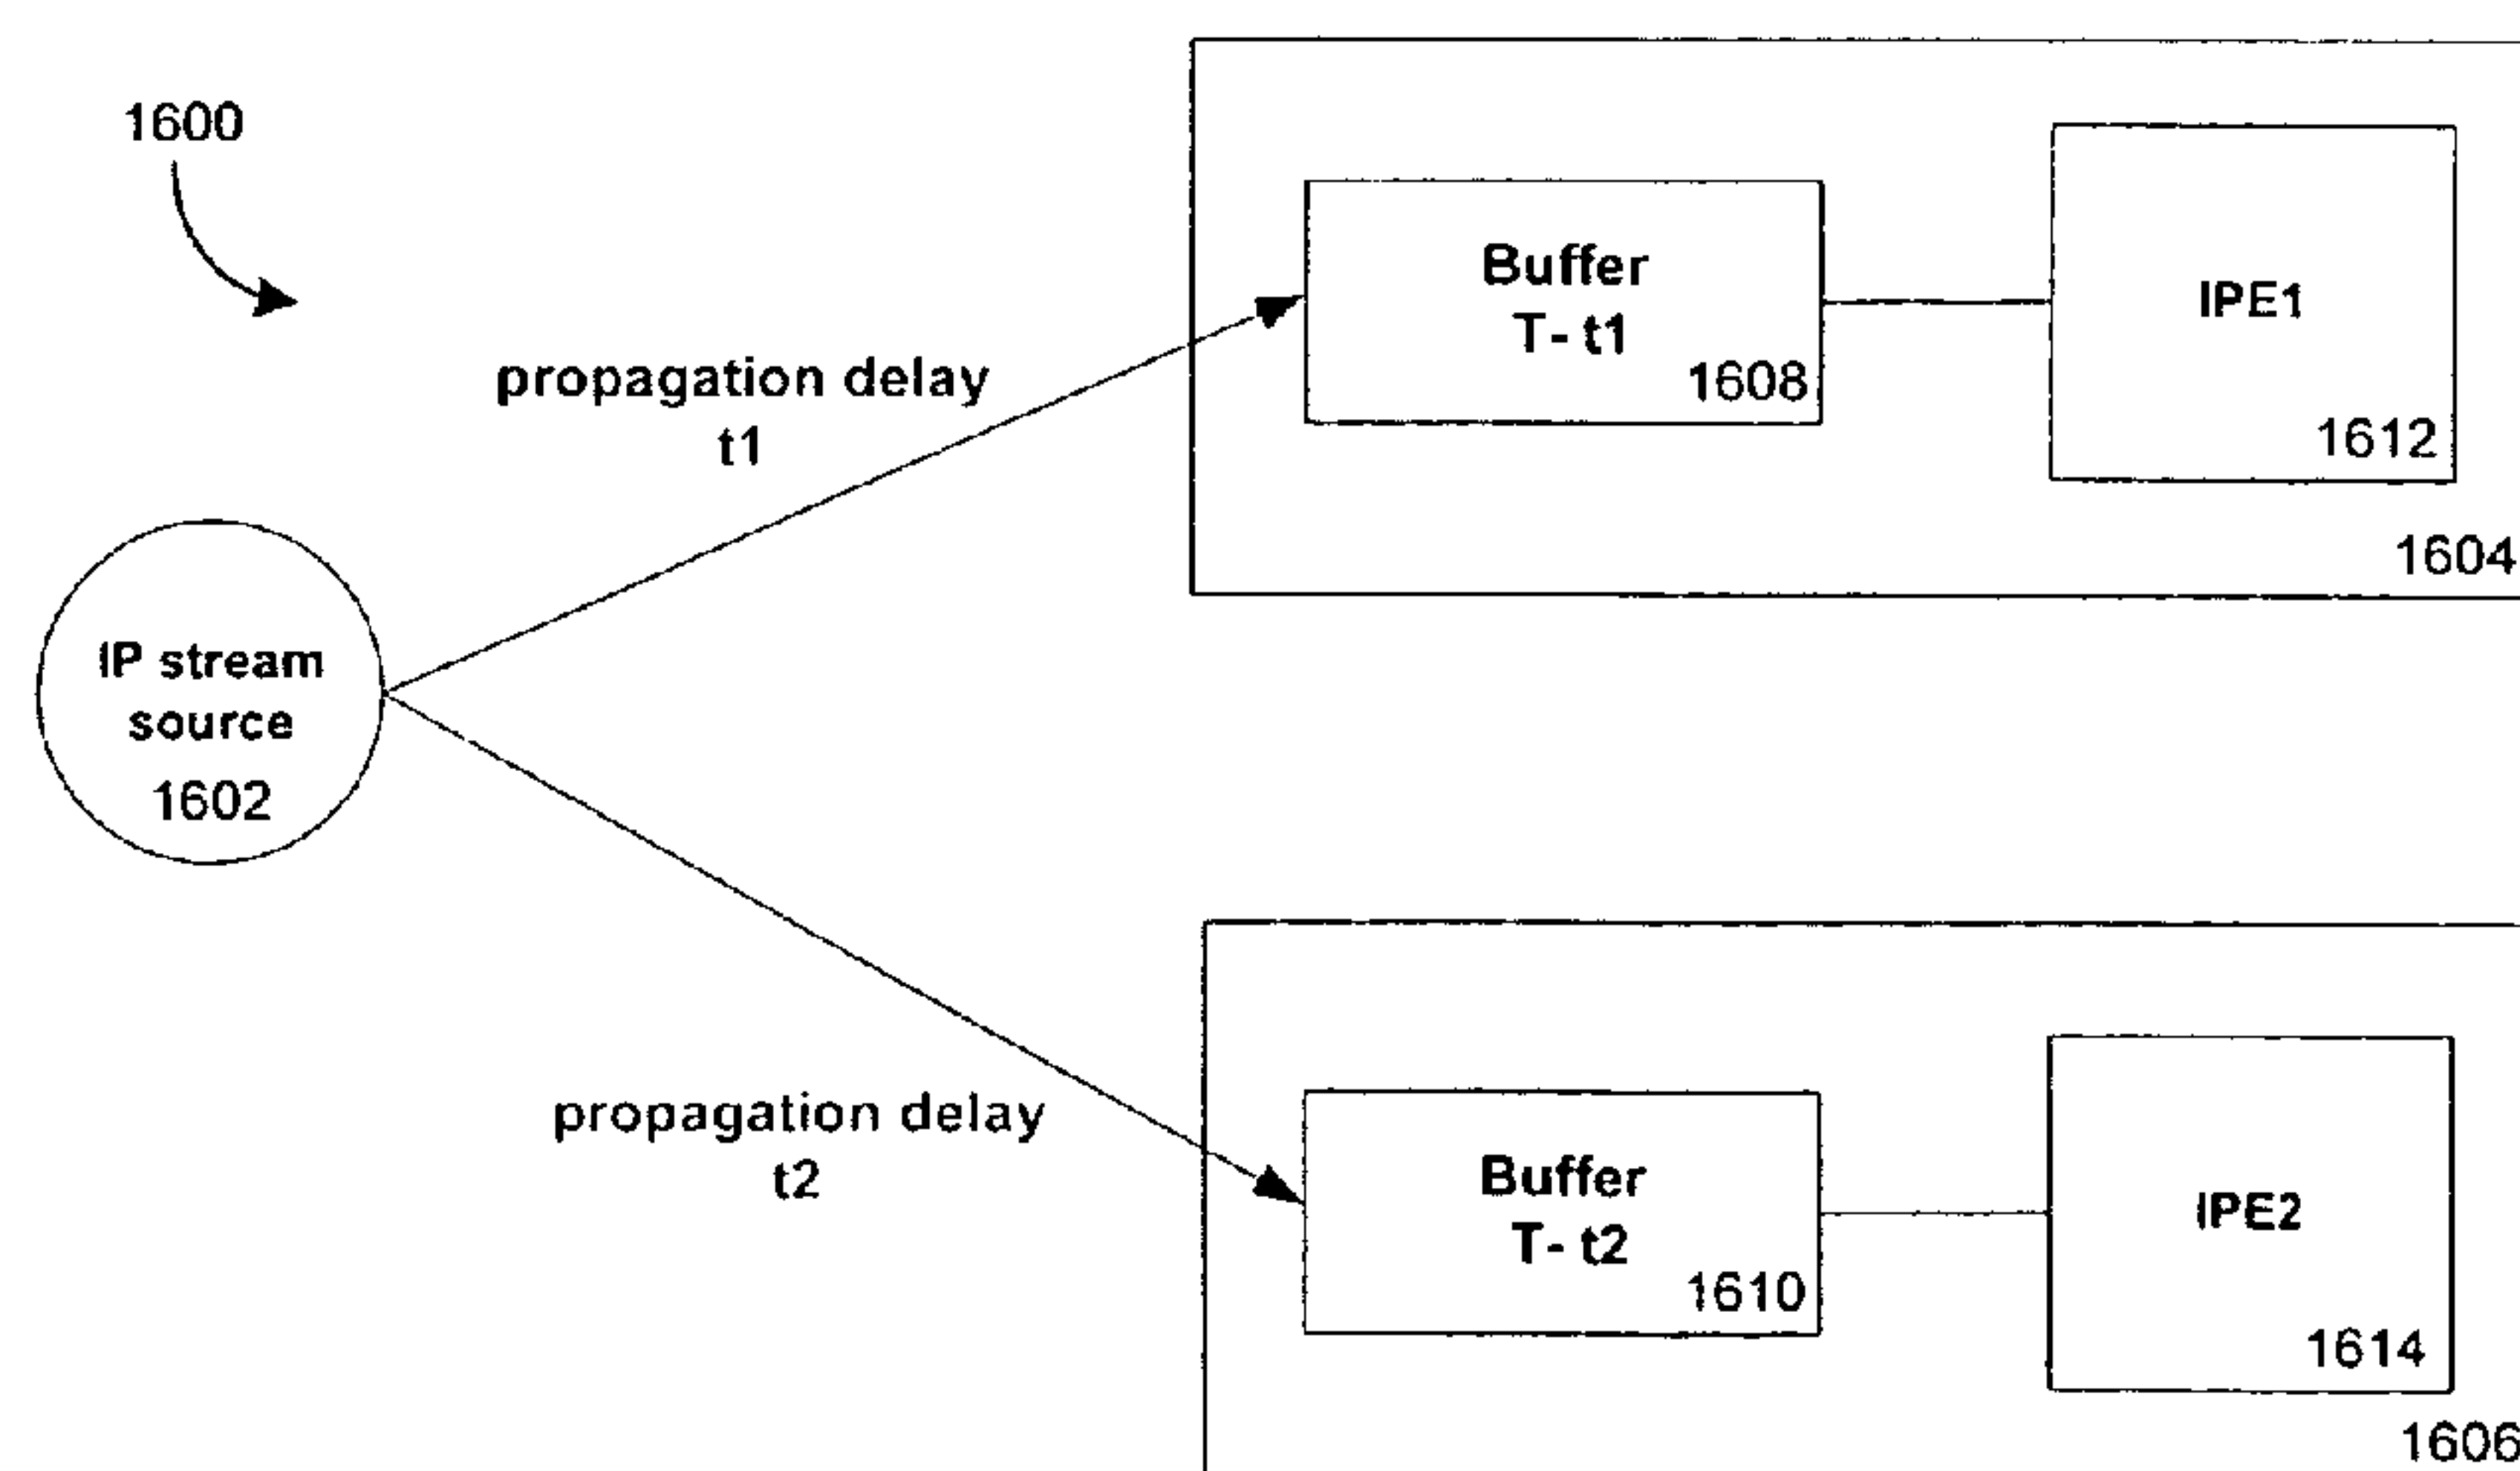 1600
Buffer
T- t1
1608
IPE1
1612
1604
propagation delay
t1
IP stream
source
1602
propagation delay
t2
Buffer
T- t2
1610
IPE2
1614
1606